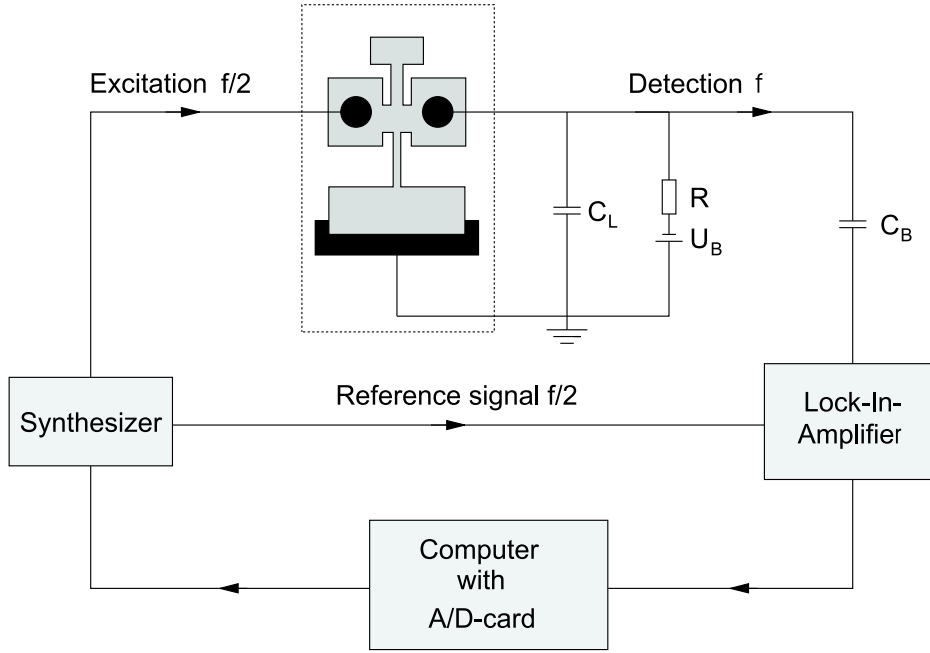 Excitation f/2
Detection f
C_L
R
U_B
C_B
Reference signal f/2
Synthesizer
Lock-In-
Amplifier
Computer
with
A/D-card